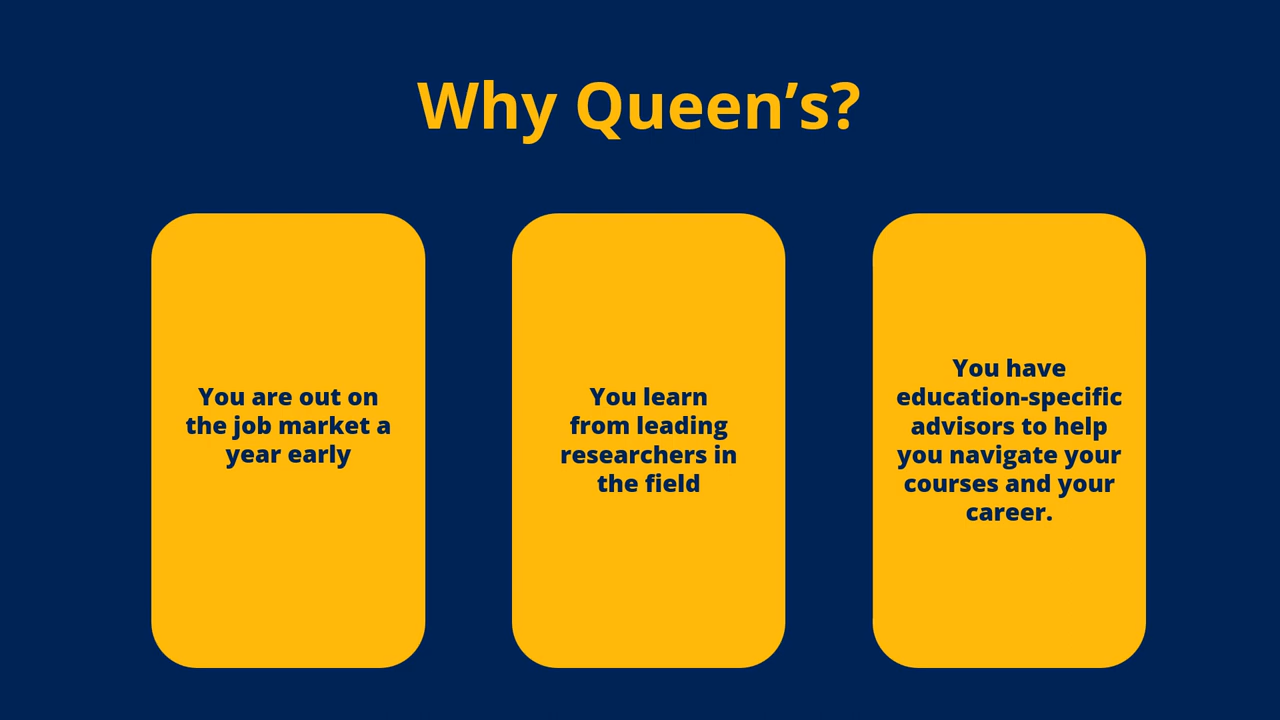 Why Queen’s?
You are out on
the job market a
year early
You learn
from leading
researchers in
the field
You have
education-specific
advisors to help
you navigate your
courses and your
career.